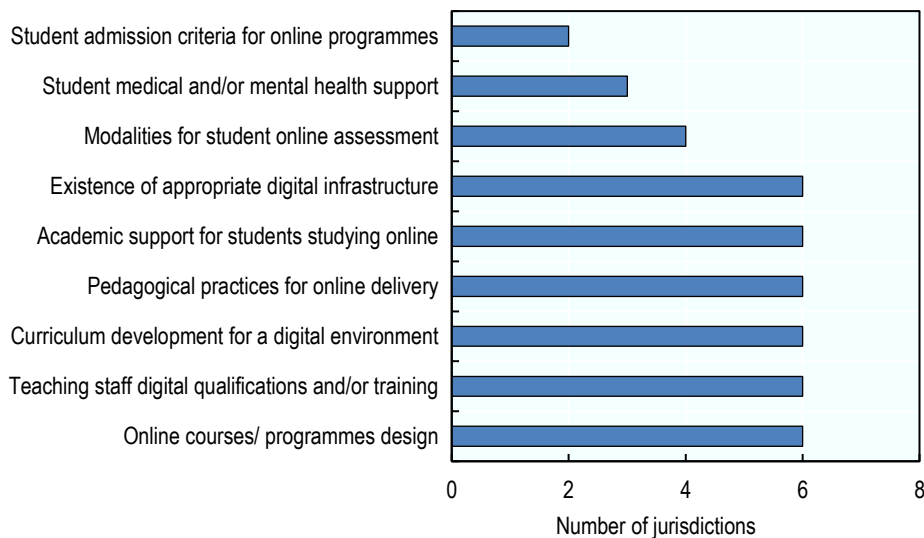 Student admission criteria for online programmes
Student medical and/or mental health support
Modalities for student online assessment
Existence of appropriate digital infrastructure
Academic support for students studying online
Pedagogical practices for online delivery
Curriculum development for a digital environment
Teaching staff digital qualifications and/or training
Online courses/ programmes design
0 2 4 6 8
Number of jurisdictions